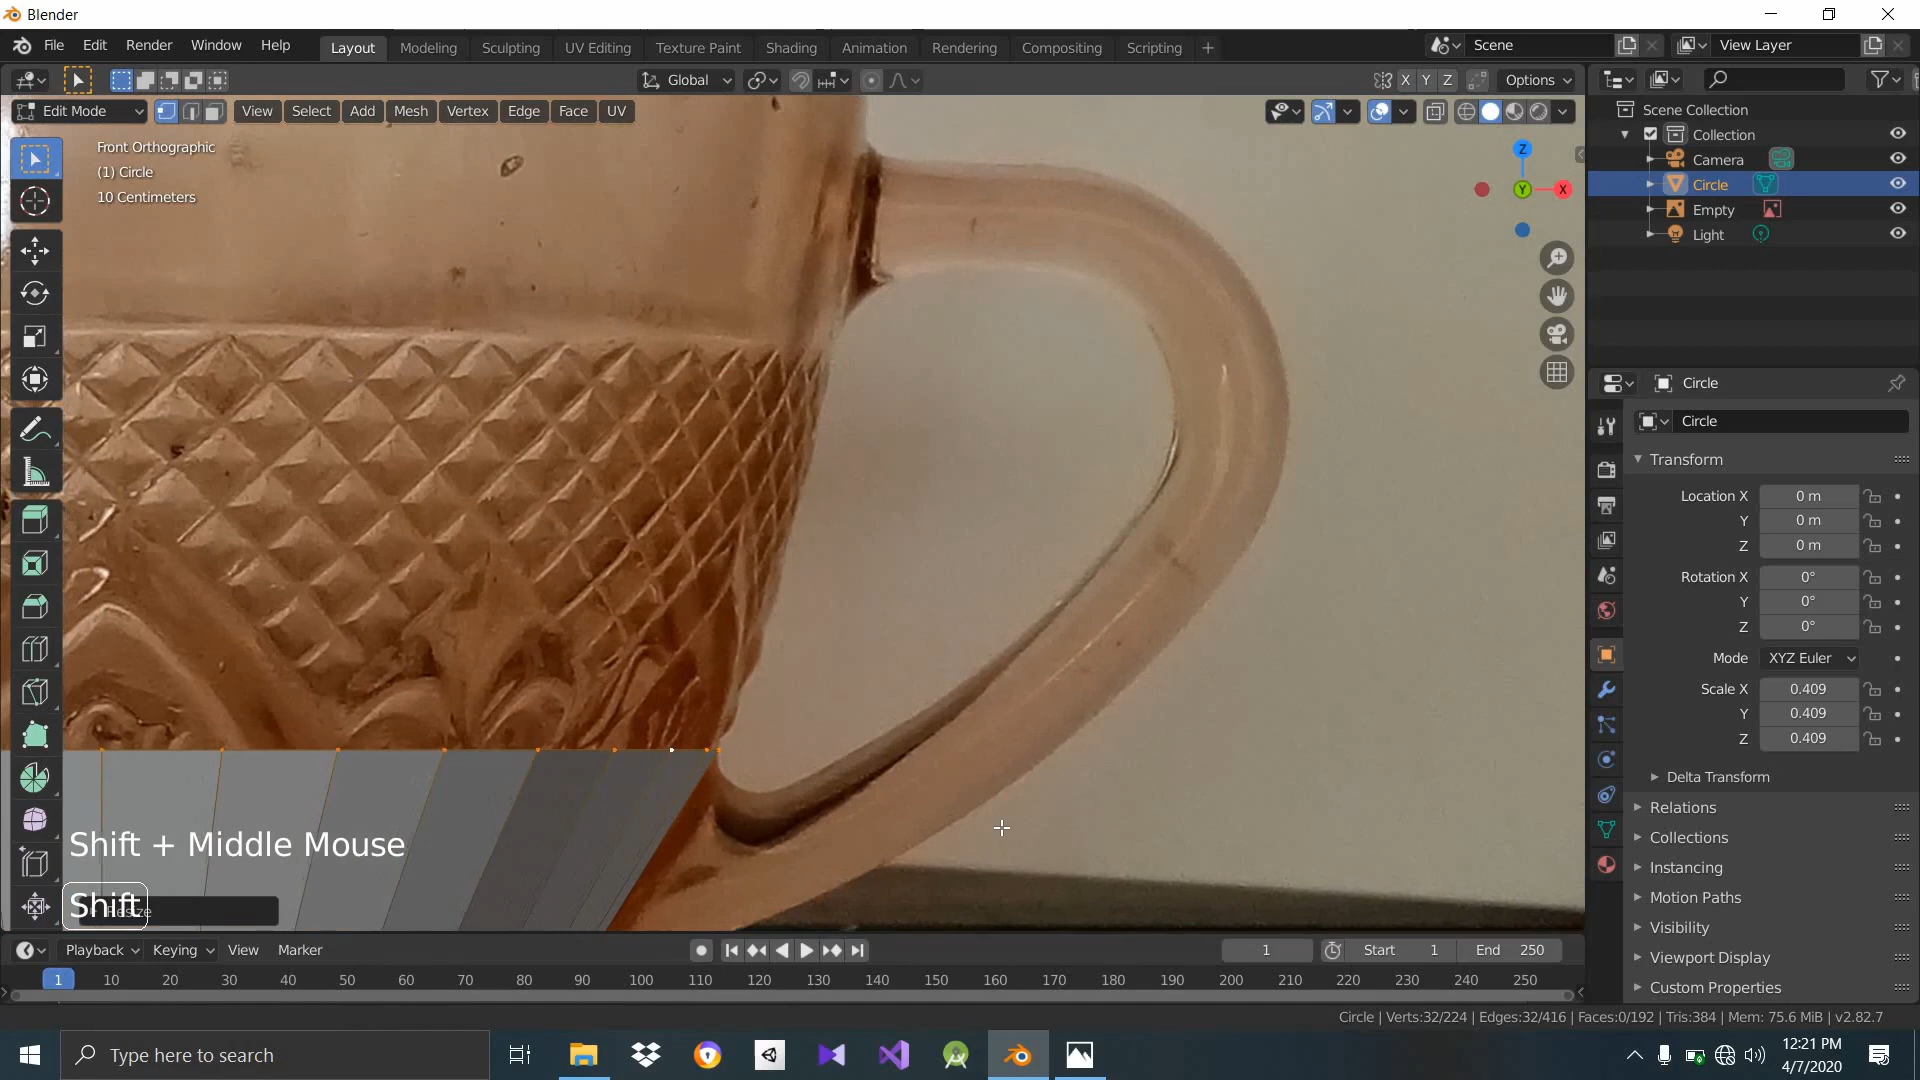 Blender
File Edit Render Window Help Layout Modeling Sculpting UV Editing Texture Paint Shading Animation Rendering Compositing Scripting + Scene View Layer
Global X Y Z Options
Edit Mode View Select Add Mesh Vertex Edge Face UV
Front Orthographic
(1) Circle
10 Centimeters
Z
Y
X
Scene Collection
Collection
Camera
Circle
Empty
Light
Circle
Circle
Transform
Location X 0 m
Y 0 m
Z 0 m
Rotation X 0°
Y 0°
Z 0°
Mode XYZ Euler
Scale X 0.409
Y 0.409
Z 0.409
Delta Transform
Relations
Collections
Instancing
Motion Paths
Visibility
Viewport Display
Custom Properties
Shift + Middle Mouse
Shift
Playback Keying View Marker 1 Start 1 End 250
1 10 20 30 40 50 60 70 80 90 100 110 120 130 140 150 160 170 180 190 200 210 220 230 240 250
Circle | Verts:32/224 | Edges:32/416 | Faces:0/192 | Tris:384 | Mem: 75.6 MiB | v2.82.7
Type here to search
12:21 PM
4/7/2020